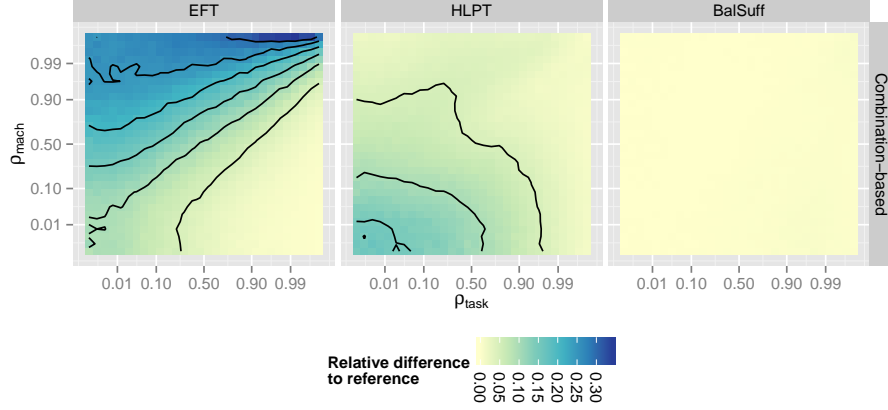 EFT HLPT BalSuff
Combination-based
ρmach
0.99
0.90
0.50
0.10
0.01
0.01 0.10 0.50 0.90 0.99 0.01 0.10 0.50 0.90 0.99 0.01 0.10 0.50 0.90 0.99
ρtask
Relative difference
to reference
0.00 0.05 0.10 0.15 0.20 0.25 0.30